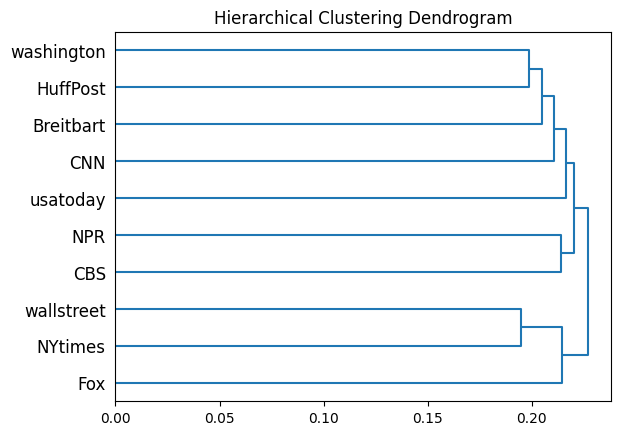 Hierarchical Clustering Dendrogram
washington
HuffPost
Breitbart
CNN
usatoday
NPR
CBS
wallstreet
NYtimes
Fox
0.00 0.05 0.10 0.15 0.20